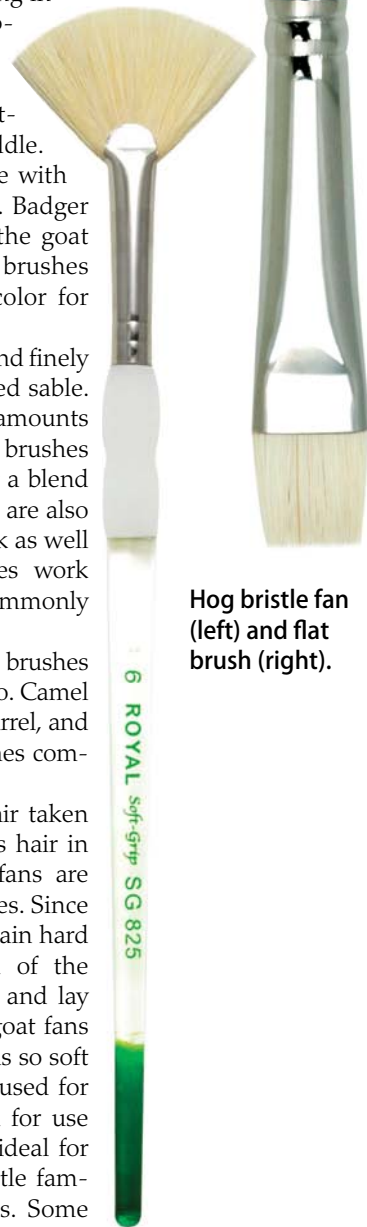 t-
ddle.
e with
. Badger
the goat
brushes
color for
nd finely
ed sable.
amounts
brushes
a blend
are also
k as well
es work
mmonly
brushes
o. Camel
rrel, and
nes com-
ir taken
s hair in
fans are
es. Since
ain hard
of the
and lay
goat fans
s so soft
used for
for use
ideal for
tle fam-
s. Some
6 ROYAL Soft-Grip SG 825
Hog bristle fan
(left) and flat
brush (right).